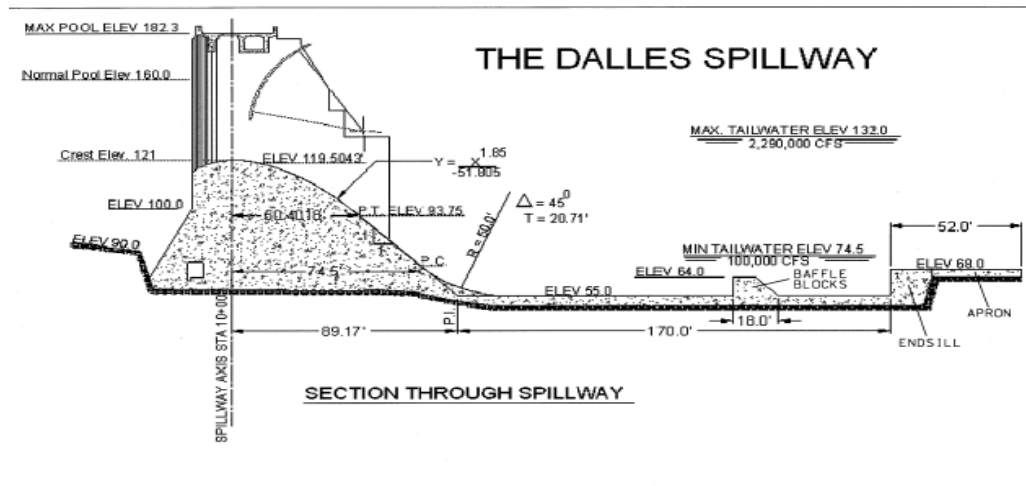 MAX POOL ELEV 182.3
THE DALLES SPILLWAY
Normal Pool Elev 160.0
MAX. TAILWATER ELEV 132.0
2,290,000 CFS
Crest Elev. 121
ELEV 119.5043'
Y = X^1.85
-51.805
ELEV 100.0
P.T. ELEV 93.75
R = 50.0'
Δ = 45°
T = 20.71'
52.0'
ELEV 90.0
MIN TAILWATER ELEV 74.5
100,000 CFS
P.C.
74.5'
ELEV 64.0
BAFFLE
BLOCKS
ELEV 68.0
ELEV 55.0
APRON
P.I.
18.0'
89.17'
170.0'
ENDSILL
SPILLWAY AXIS STA 10+00
SECTION THROUGH SPILLWAY